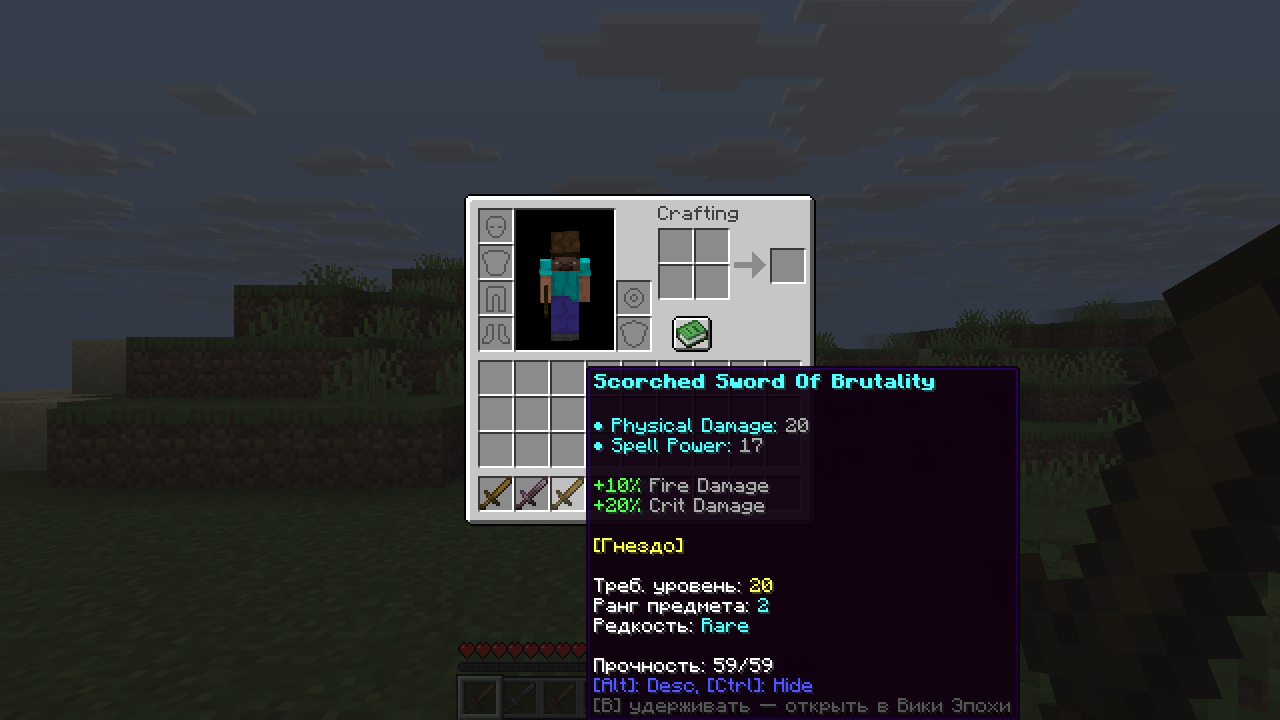 Crafting
Scorched Sword Of Brutality
• Physical Damage: 20
• Spell Power: 17
+10% Fire Damage
+20% Crit Damage
[Гнездо]
Треб. уровень: 20
Ранг предмета: 2
Редкость: Rare
Прочность: 59/59
[Alt]: Desc, [Ctrl]: Hide
[B] удерживать — открыть в Вики Эпохи